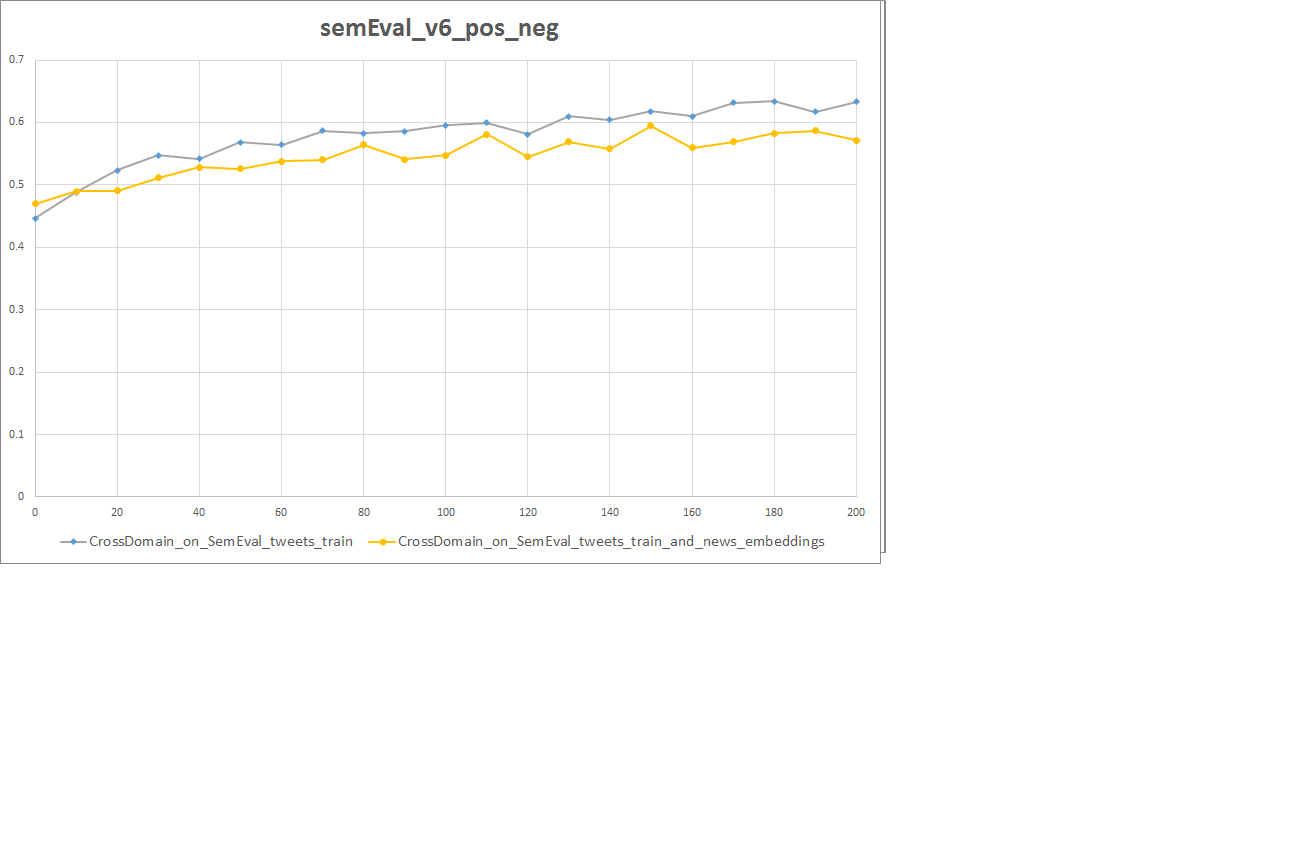 semEval_v6_pos_neg
0.7
0.6
0.5
0.4
0.3
0.2
0.1
0
0 20 40 60 80 100 120 140 160 180 200
CrossDomain_on_SemEval_tweets_train CrossDomain_on_SemEval_tweets_train_and_news_embeddings